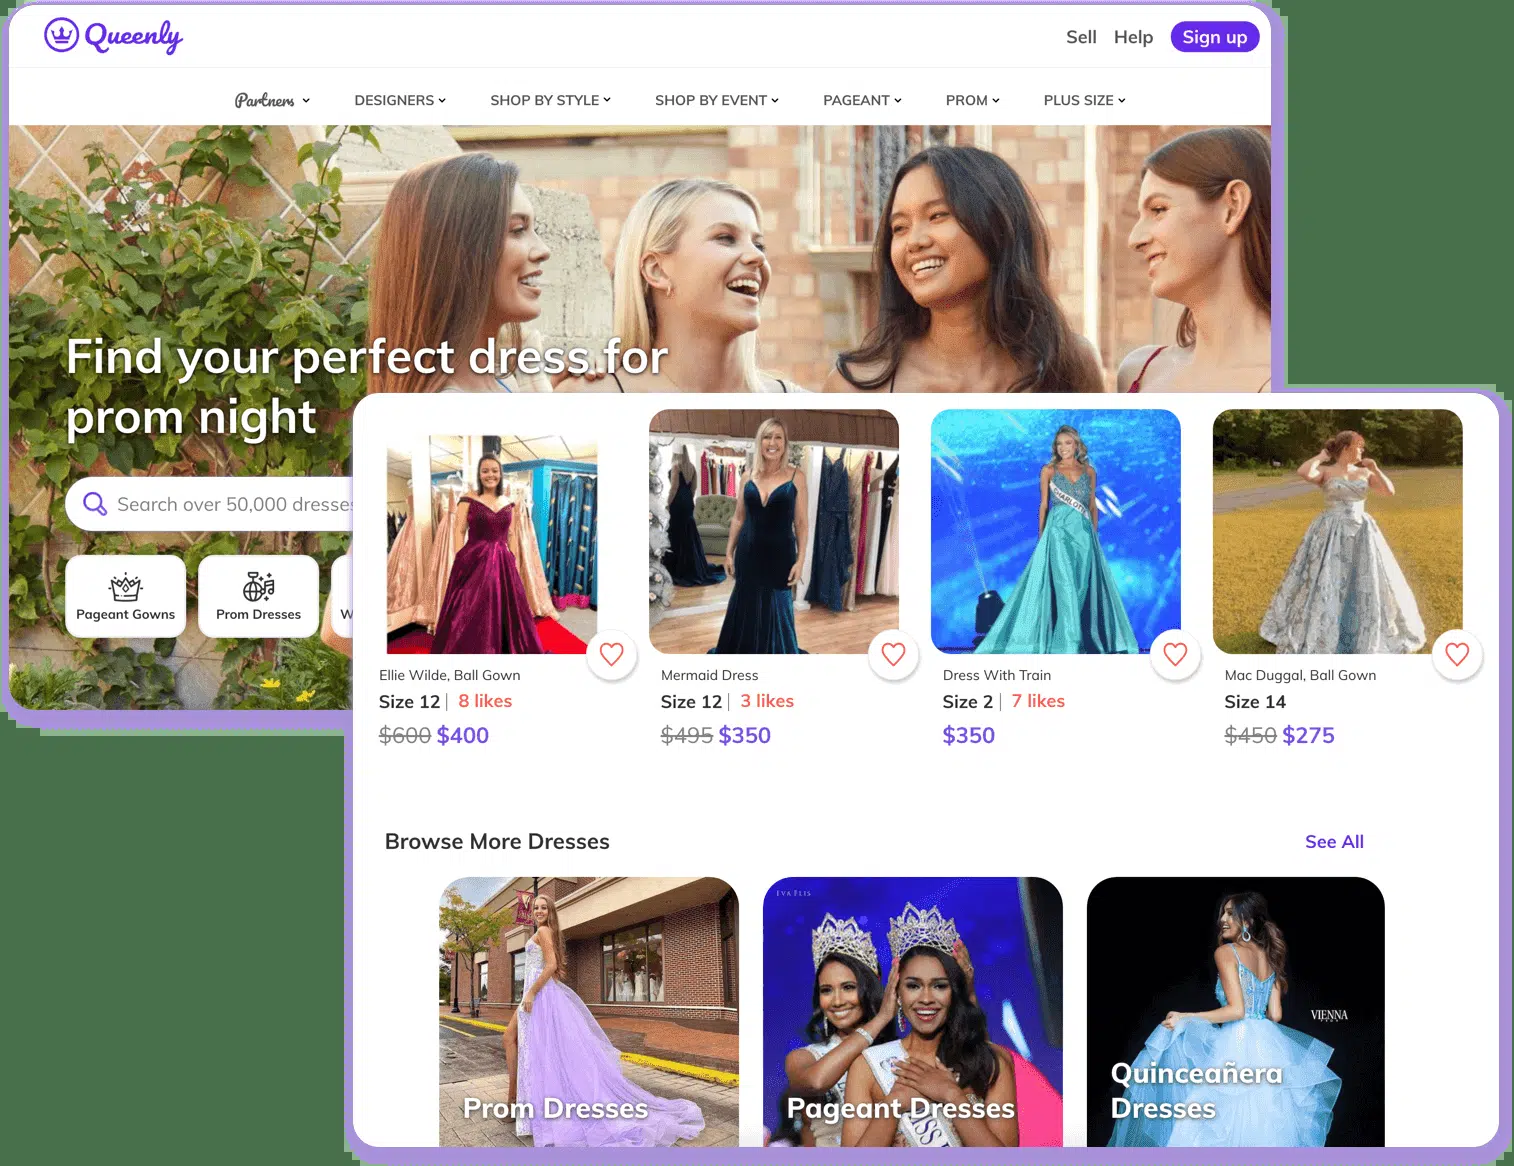 Queenly
Sell Help Sign up
Partners DESIGNERS SHOP BY STYLE SHOP BY EVENT PAGEANT PROM PLUS SIZE
Find your perfect dress for
prom night
Search over 50,000 dresses
Pageant Gowns Prom Dresses W
CHARLOTTE
Ellie Wilde, Ball Gown
Size 12 | 8 likes
$600 $400
Mermaid Dress
Size 12 | 3 likes
$495 $350
Dress With Train
Size 2 | 7 likes
$350
Mac Duggal, Ball Gown
Size 14
$450 $275
Browse More Dresses See All
Prom Dresses
EVA FLIS
MISS
Pageant Dresses
VIENNA
Quinceañera
Dresses